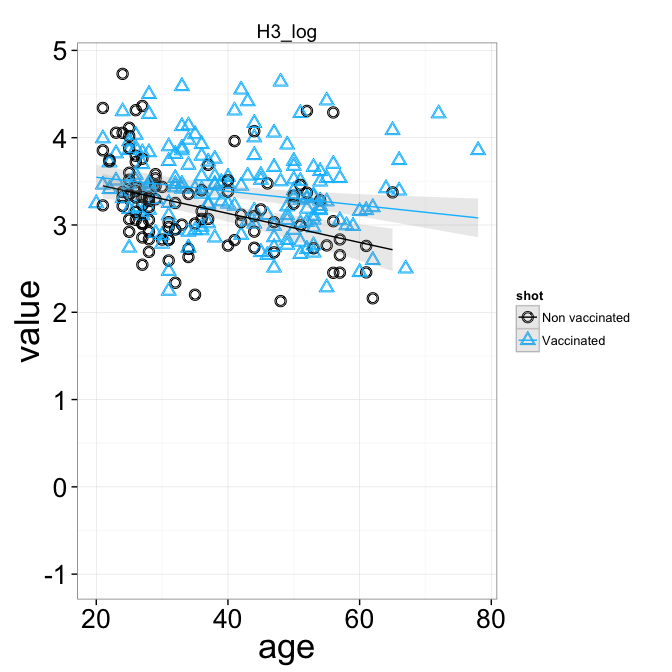 H3_log
5
4
3
2
1
0
-1
value
20 40 60 80
age
shot
Non vaccinated
Vaccinated